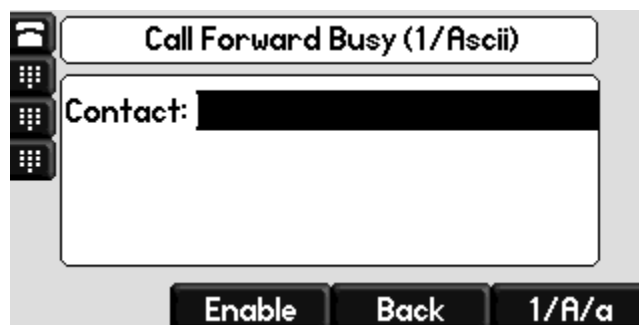 Call Forward Busy (1/Ascii)
Contact:
Enable Back 1/A/a